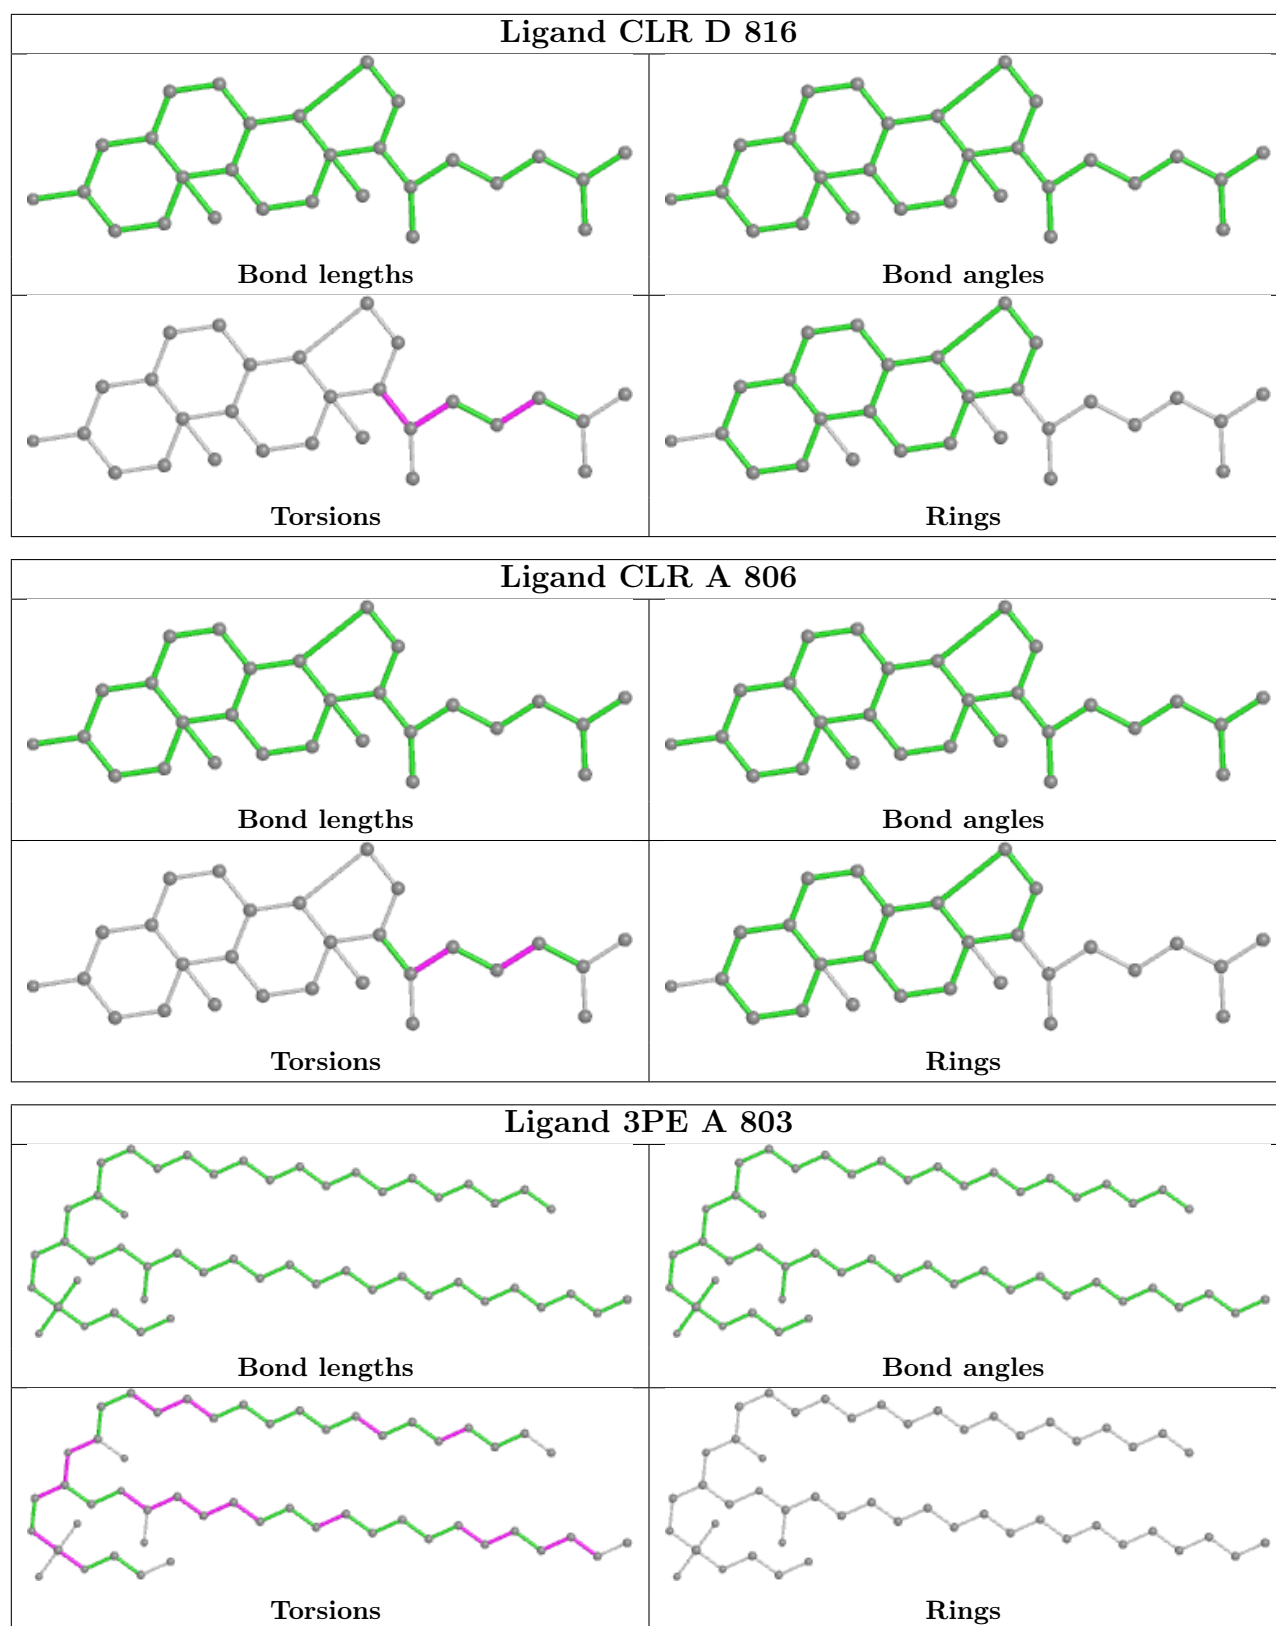 Ligand CLR D 816
Bond lengths
Bond angles
Torsions
Rings
Ligand CLR A 806
Bond lengths
Bond angles
Torsions
Rings
Ligand 3PE A 803
Bond lengths
Bond angles
Torsions
Rings